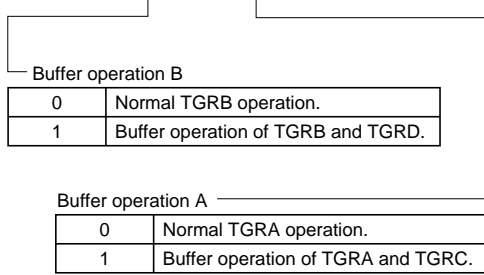 Buffer operation B
0 Normal TGRB operation.
1 Buffer operation of TGRB and TGRD.
Buffer operation A
0 Normal TGRA operation.
1 Buffer operation of TGRA and TGRC.